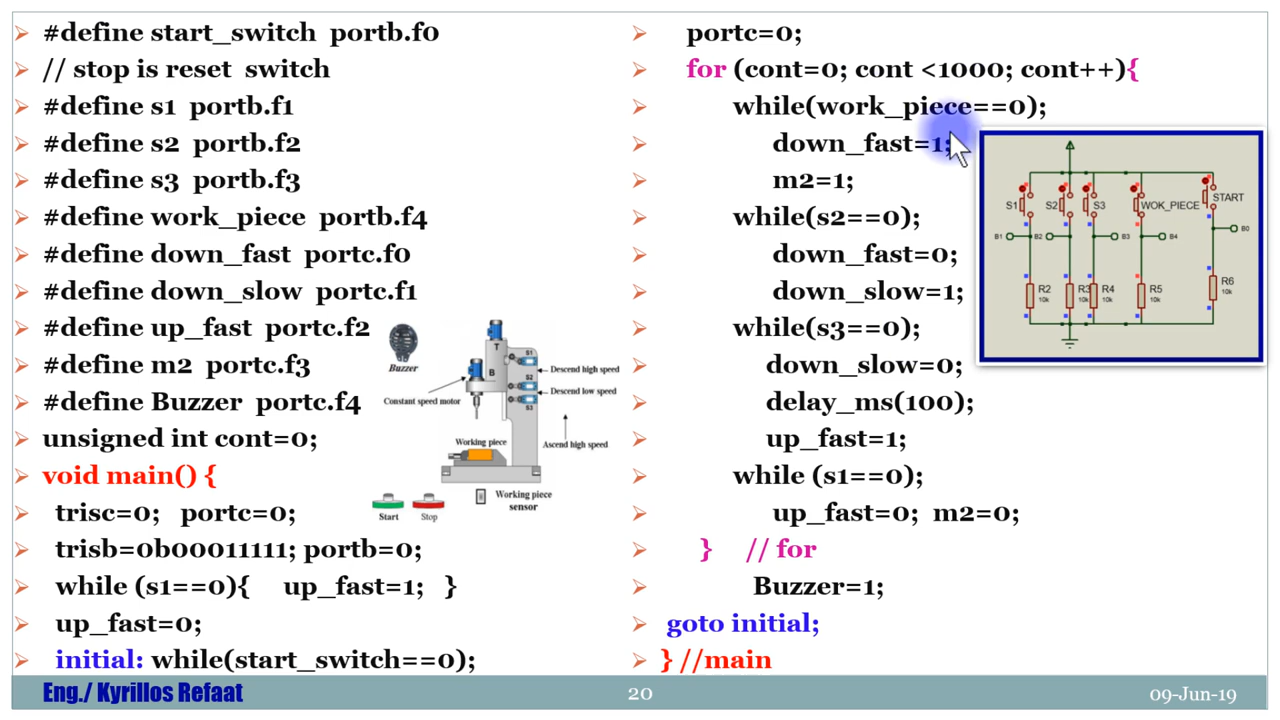 #define start_switch portb.f0
// stop is reset switch
#define s1 portb.f1
#define s2 portb.f2
#define s3 portb.f3
#define work_piece portb.f4
#define down_fast portc.f0
#define down_slow portc.f1
#define up_fast portc.f2
#define m2 portc.f3
#define Buzzer portc.f4
unsigned int cont=0;
void main() {
trisc=0; portc=0;
trisb=0b00011111; portb=0;
while (s1==0){ up_fast=1; }
up_fast=0;
initial: while(start_switch==0);
Buzzer
T
B
S1
S2
S3
Descend high speed
Descend low speed
Constant speed motor
Ascend high speed
Working piece
Working piece
sensor
Start
Stop
portc=0;
for (cont=0; cont <1000; cont++){
while(work_piece==0);
down_fast=1;
m2=1;
while(s2==0);
down_fast=0;
down_slow=1;
while(s3==0);
down_slow=0;
delay_ms(100);
up_fast=1;
while (s1==0);
up_fast=0; m2=0;
} // for
Buzzer=1;
goto initial;
} //main
S1
S2
S3
WOK_PIECE
START
B1
B2
B3
B4
B0
R2
10k
R3
10k
R4
10k
R5
10k
R6
10k
Eng./ Kyrillos Refaat
20
09-Jun-19